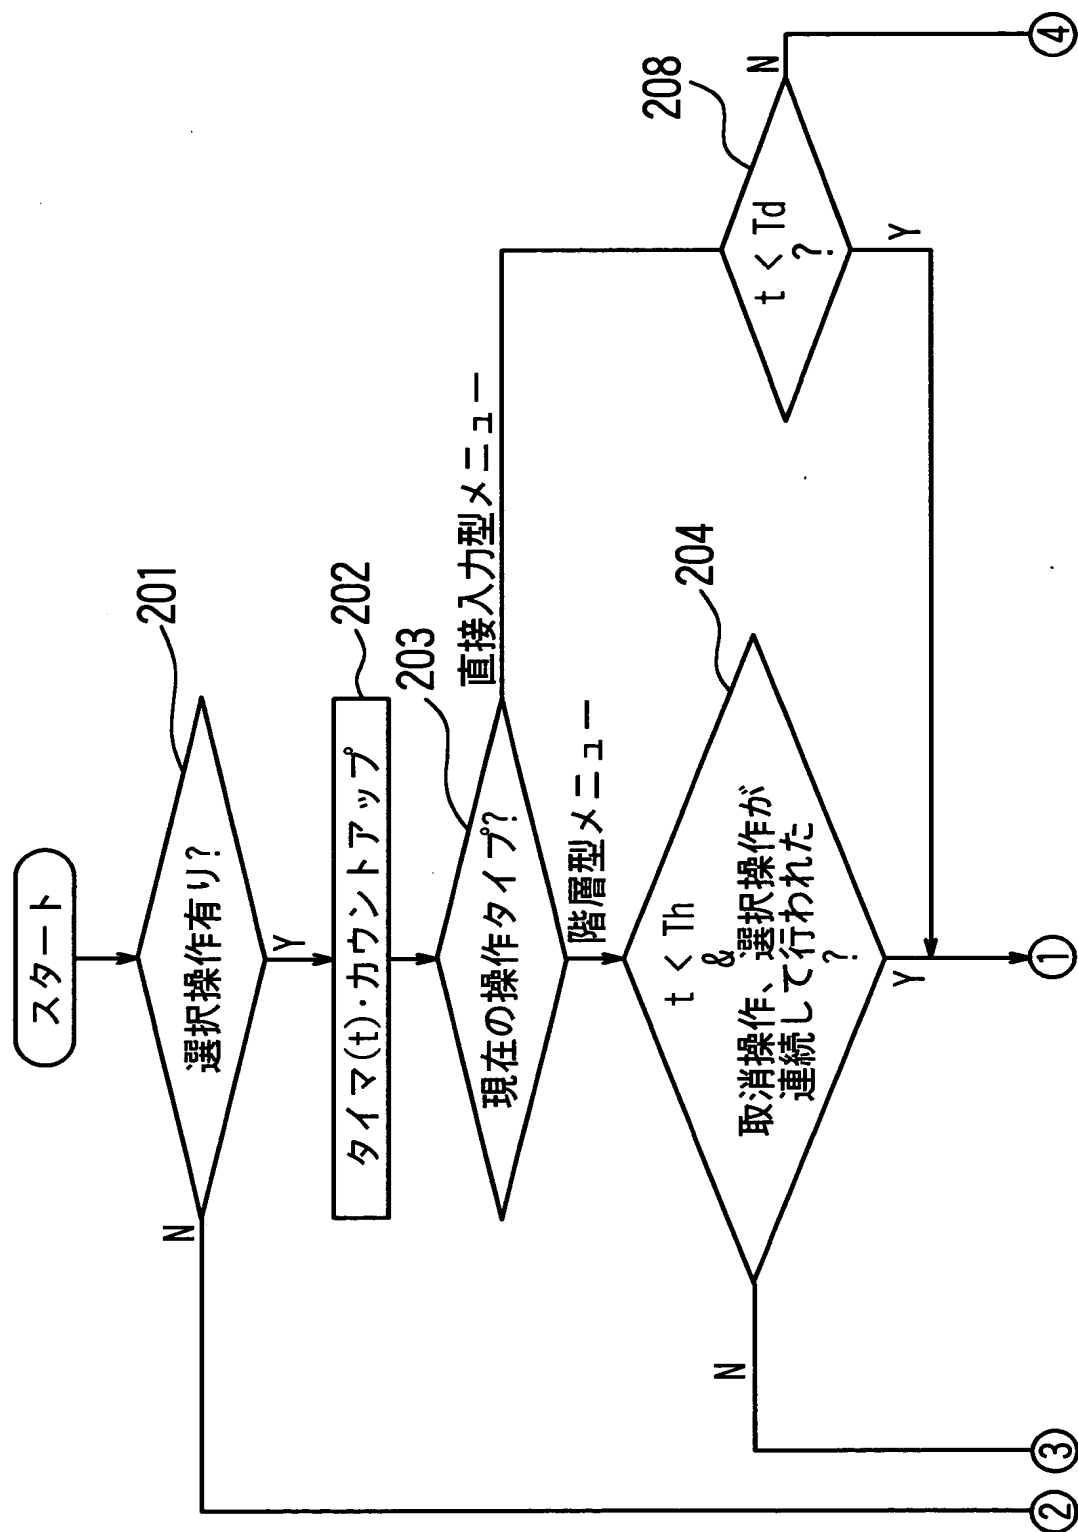 スタート
選択操作有り?
201
N
Y
タイマ(t)・カウントアップ
202
現在の操作タイプ?
203
直接入力型メニュー
階層型メニュー
t < Th
&
取消操作、選択操作が
連続して行われた
?
204
N
Y
t < Td
?
208
N
Y
②
③
①
④